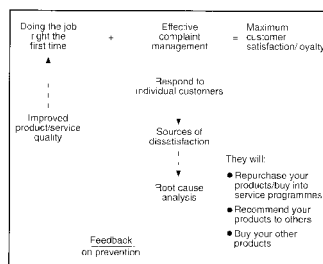 Doing the job
right the
first time
+
Effective
complaint
management
=
Maximum
customer
satisfaction/loyalty
Respond to
individual customers
Improved
product/service
quality
Sources of
dissatisfaction
Root cause
analysis
Feedback
on prevention
They will:
● Repurchase your
products/buy into
service programmes
● Recommend your
products to others
● Buy your other
products